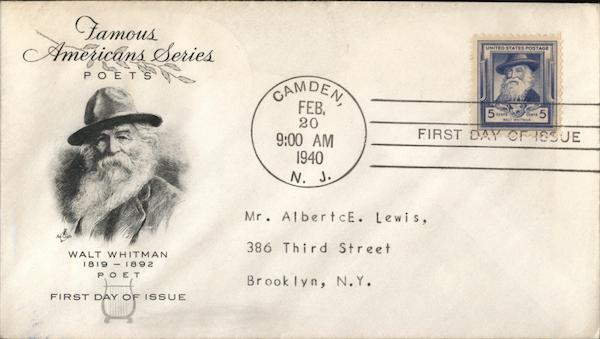 Famous
Americans Series
POETS
WALT WHITMAN
1819 – 1892
POET
FIRST DAY OF ISSUE
CAMDEN,
FEB.
20
9:00 AM
1940
N. J.
UNITED STATES POSTAGE
5 CENTS CENTS 5
WALT WHITMAN
FIRST DAY OF ISSUE
Mr. AlbertcE. Lewis,
386 Third Street
Brooklyn, N.Y.